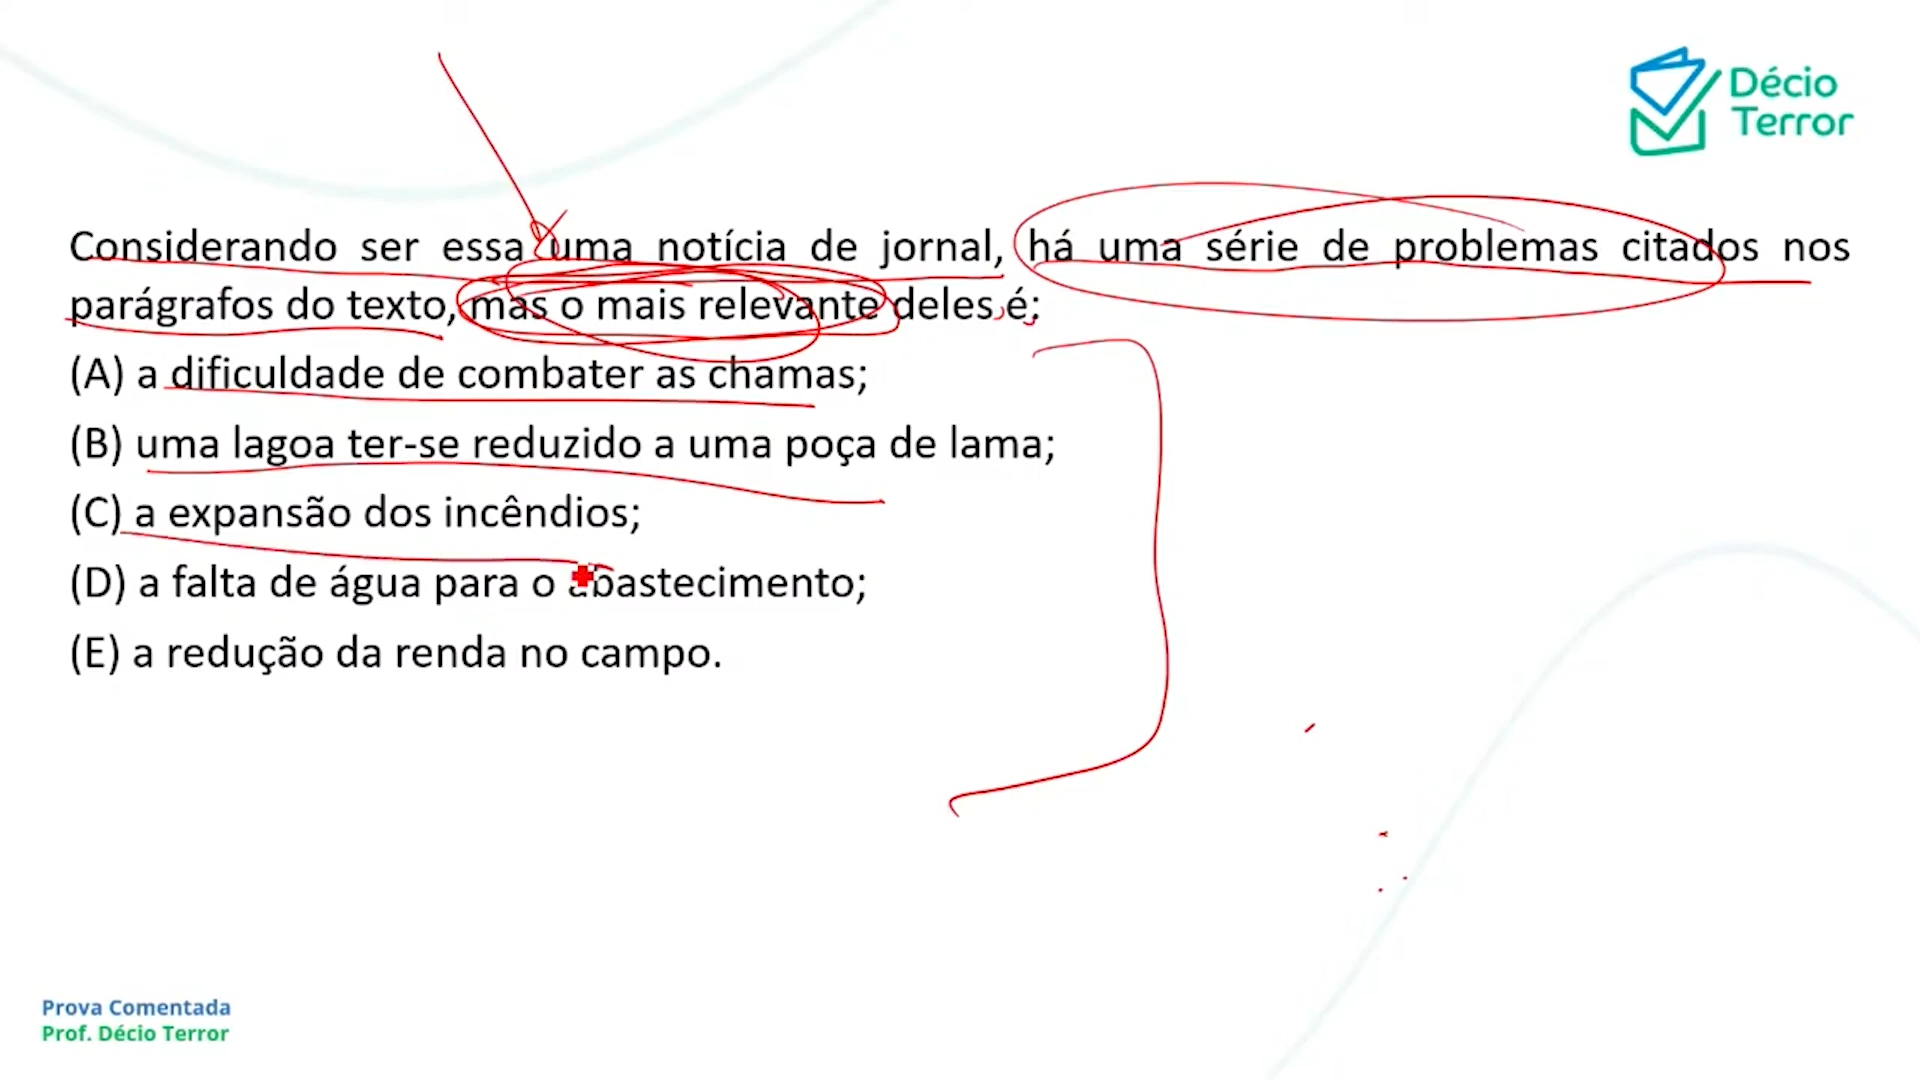 Décio
Terror
Considerando ser essa uma notícia de jornal, há uma série de problemas citados nos
parágrafos do texto, mas o mais relevante deles é:
(A) a dificuldade de combater as chamas;
(B) uma lagoa ter-se reduzido a uma poça de lama;
(C) a expansão dos incêndios;
(D) a falta de água para o abastecimento;
(E) a redução da renda no campo.
Prova Comentada
Prof. Décio Terror